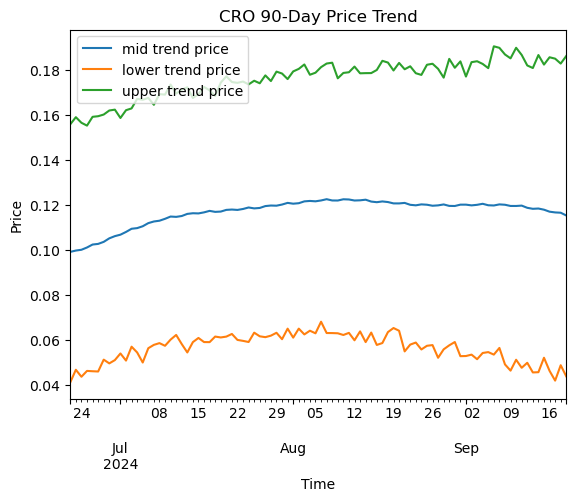 CRO 90-Day Price Trend
mid trend price
lower trend price
upper trend price
Price
0.18
0.16
0.14
0.12
0.10
0.08
0.06
0.04
24 08 15 22 29 05 12 19 26 02 09 16
Jul Aug Sep
2024
Time